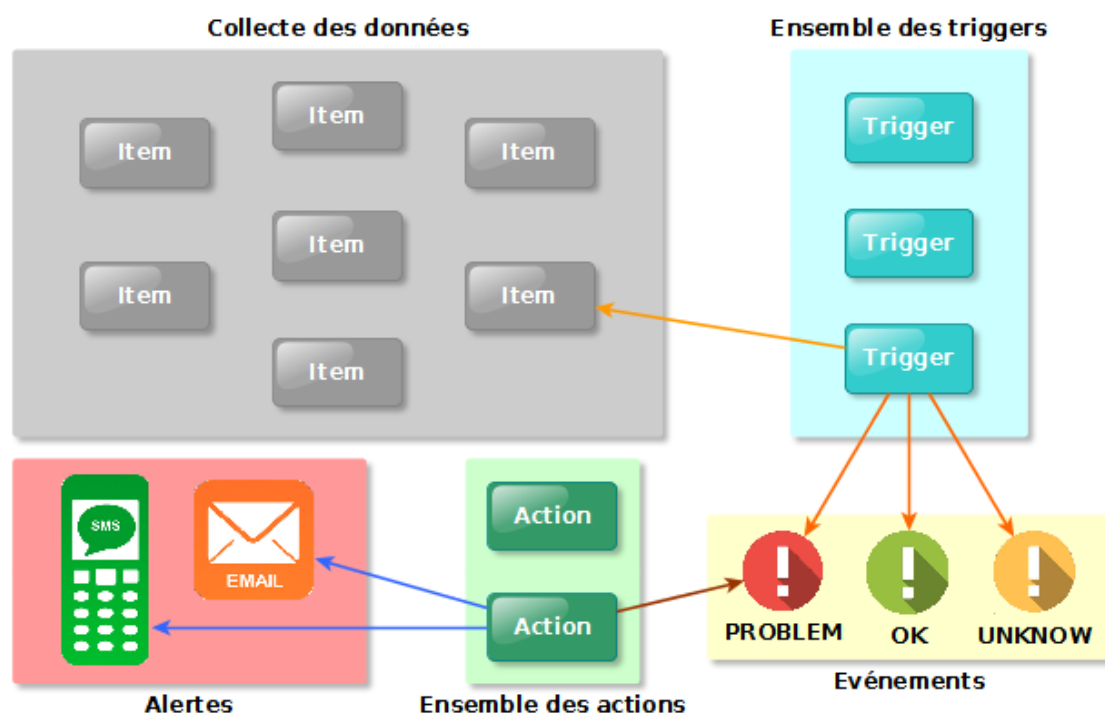 Collecte des données
Ensemble des triggers
Item
Item
Item
Item
Item
Item
Item
Trigger
Trigger
Trigger
SMS
EMAIL
Action
Action
PROBLEM
OK
UNKNOW
Alertes
Ensemble des actions
Evénements